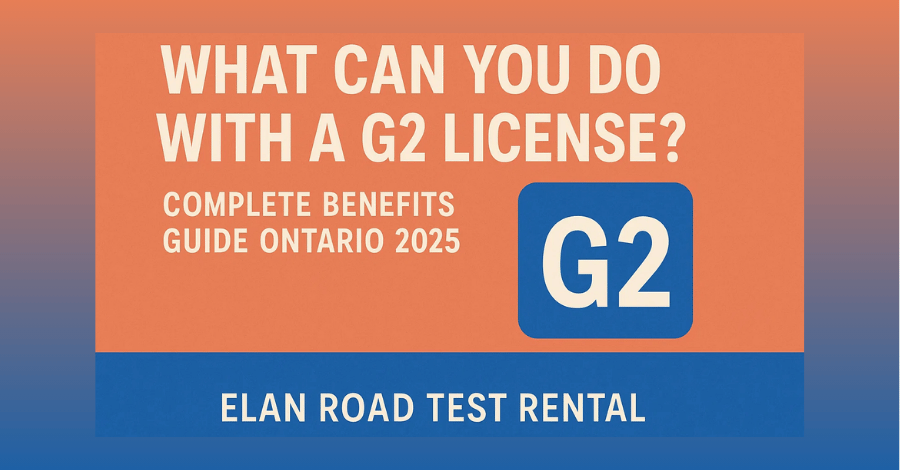 WHAT CAN YOU DO
WITH A G2 LICENSE?
COMPLETE BENEFITS
GUIDE ONTARIO 2025
G2
ELAN ROAD TEST RENTAL